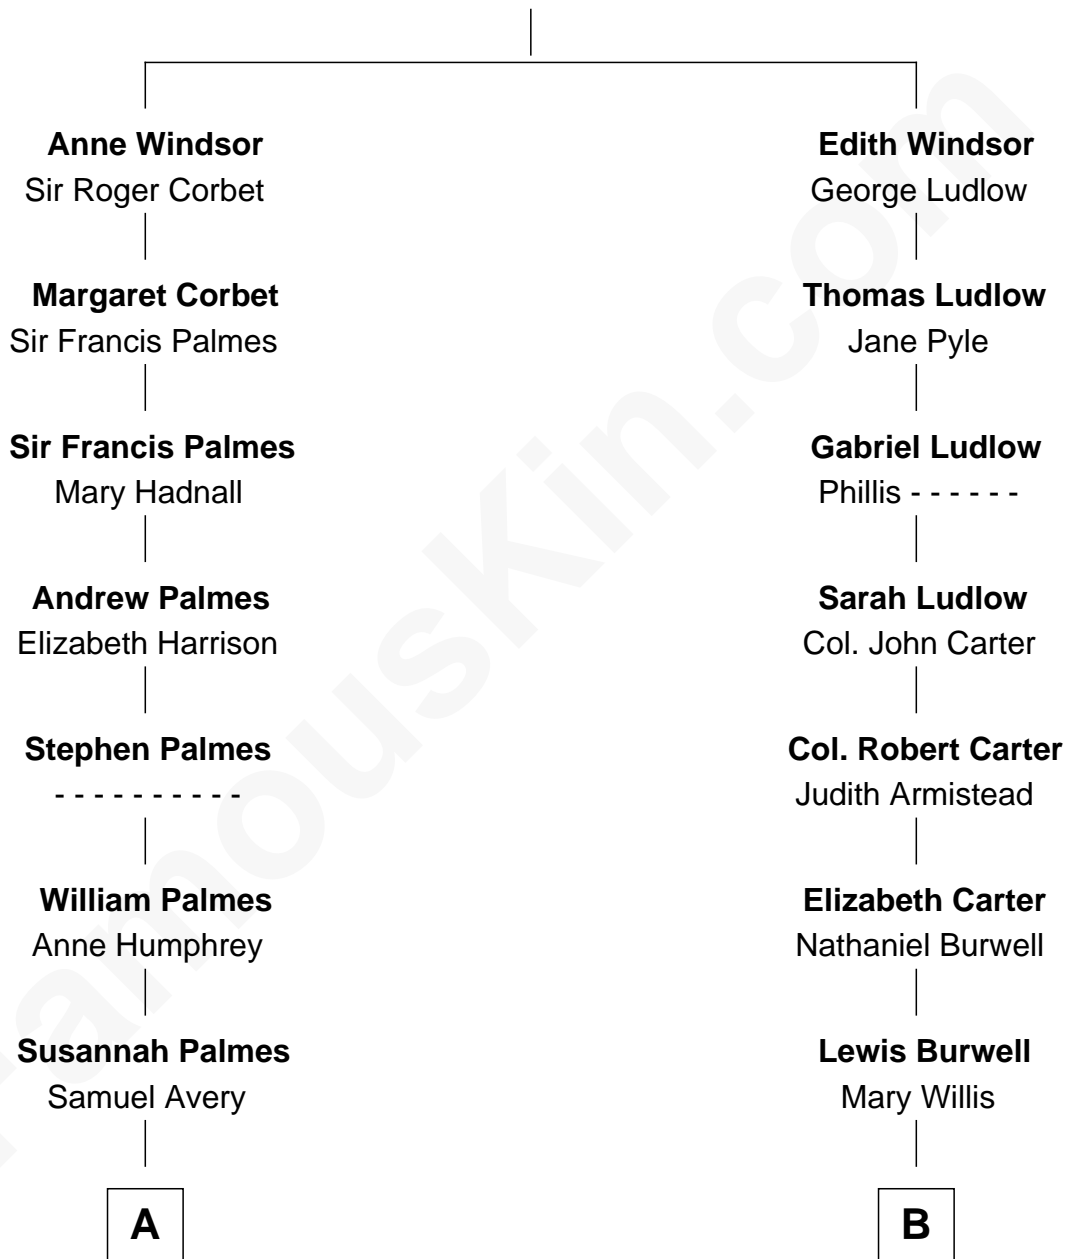 Anne Windsor
Sir Roger Corbet
Margaret Corbet
Sir Francis Palmes
Sir Francis Palmes
Mary Hadnall
Andrew Palmes
Elizabeth Harrison
Stephen Palmes
- - - - - - - - - -
William Palmes
Anne Humphrey
Susannah Palmes
Samuel Avery
A
Edith Windsor
George Ludlow
Thomas Ludlow
Jane Pyle
Gabriel Ludlow
Phillis - - - - - -
Sarah Ludlow
Col. John Carter
Col. Robert Carter
Judith Armistead
Elizabeth Carter
Nathaniel Burwell
Lewis Burwell
Mary Willis
B
FamousKin.com